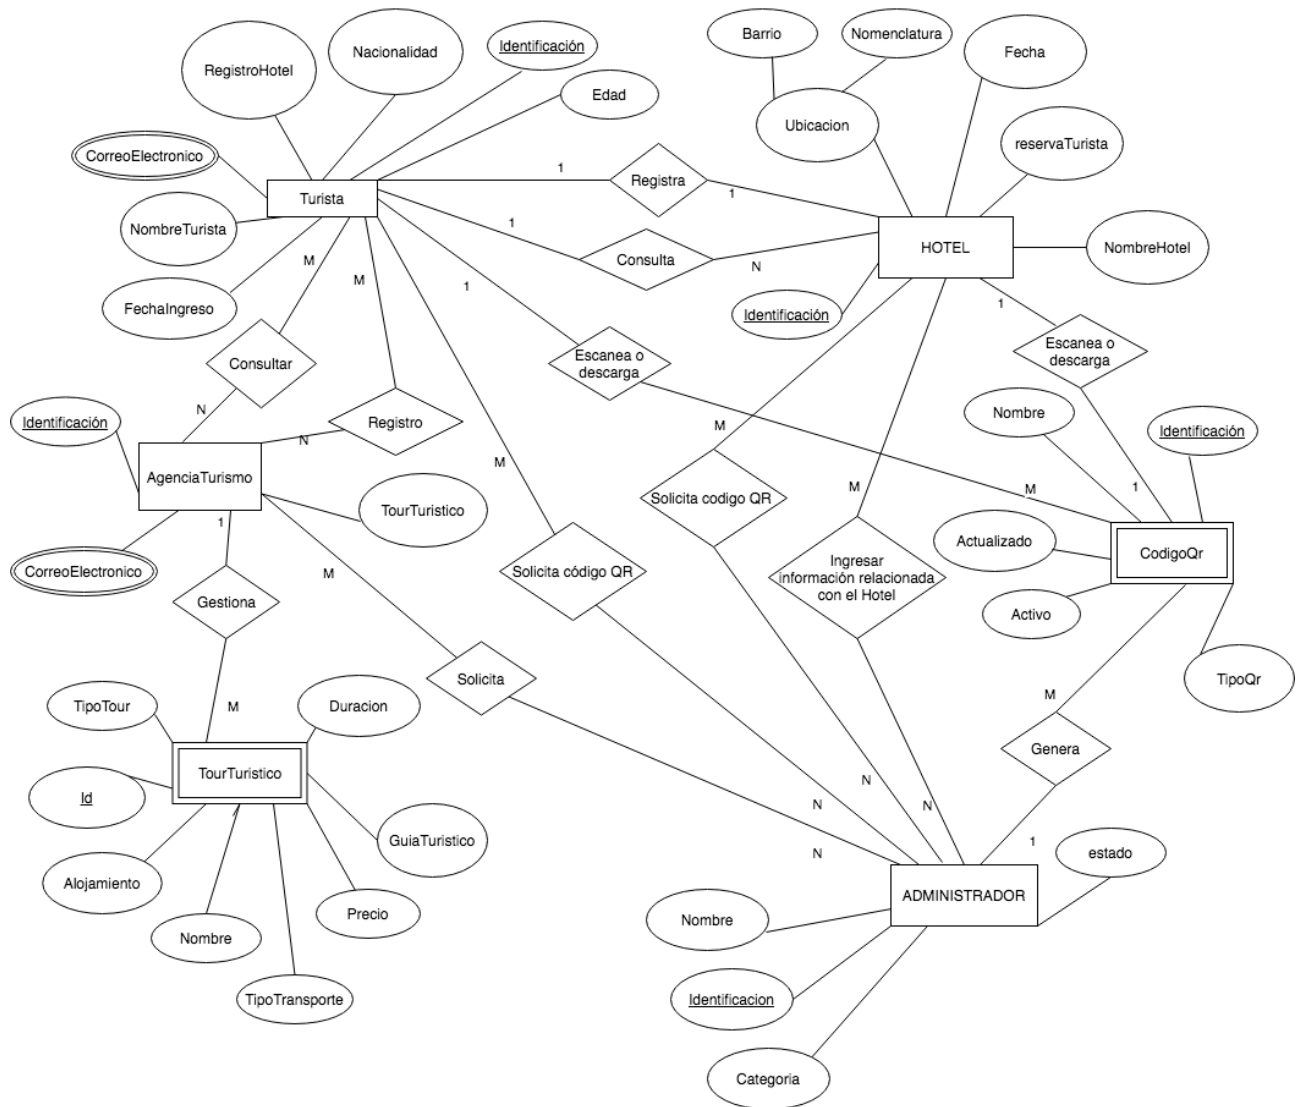 Barrio
Nomenclatura
Fecha
Nacionalidad
Identificación
RegistroHotel
Edad
Ubicacion
reservaTurista
CorreoElectronico
1
Registra
1
Turista
NombreTurista
1
HOTEL
NombreHotel
M
Consulta
N
M
1
FechaIngreso
Identificación
1
Escanea o
descarga
Escanea o
descarga
Consultar
N
Nombre
Identificación
Registro
N
M
Identificación
M
AgenciaTurismo
Solicita codigo QR
M
M
1
TourTuristico
1
Actualizado
CodigoQr
CorreoElectronico
M
Solicita código QR
Ingresar
información relacionada
con el Hotel
Gestiona
Activo
Solicita
TipoQr
M
TipoTour
M
Duracion
Genera
TourTuristico
N
Id
N
N
GuiaTuristico
1
N
estado
Alojamiento
ADMINISTRADOR
Precio
Nombre
Nombre
TipoTransporte
Identificacion
Categoria